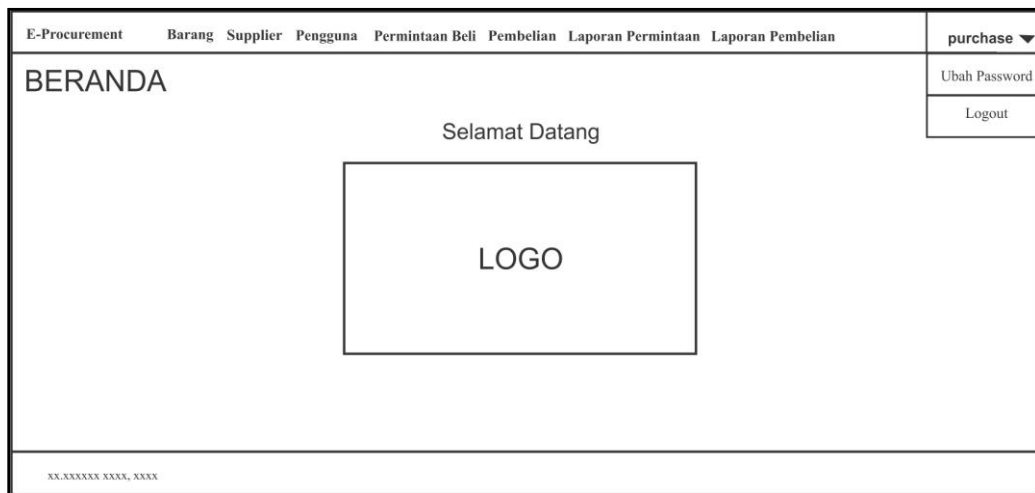 E-Procurement Barang Supplier Pengguna Permintaan Beli Pembelian Laporan Permintaan Laporan Pembelian purchase
Ubah Password
Logout
BERANDA
Selamat Datang
LOGO
xx.xxxxxx xxxx, xxxx